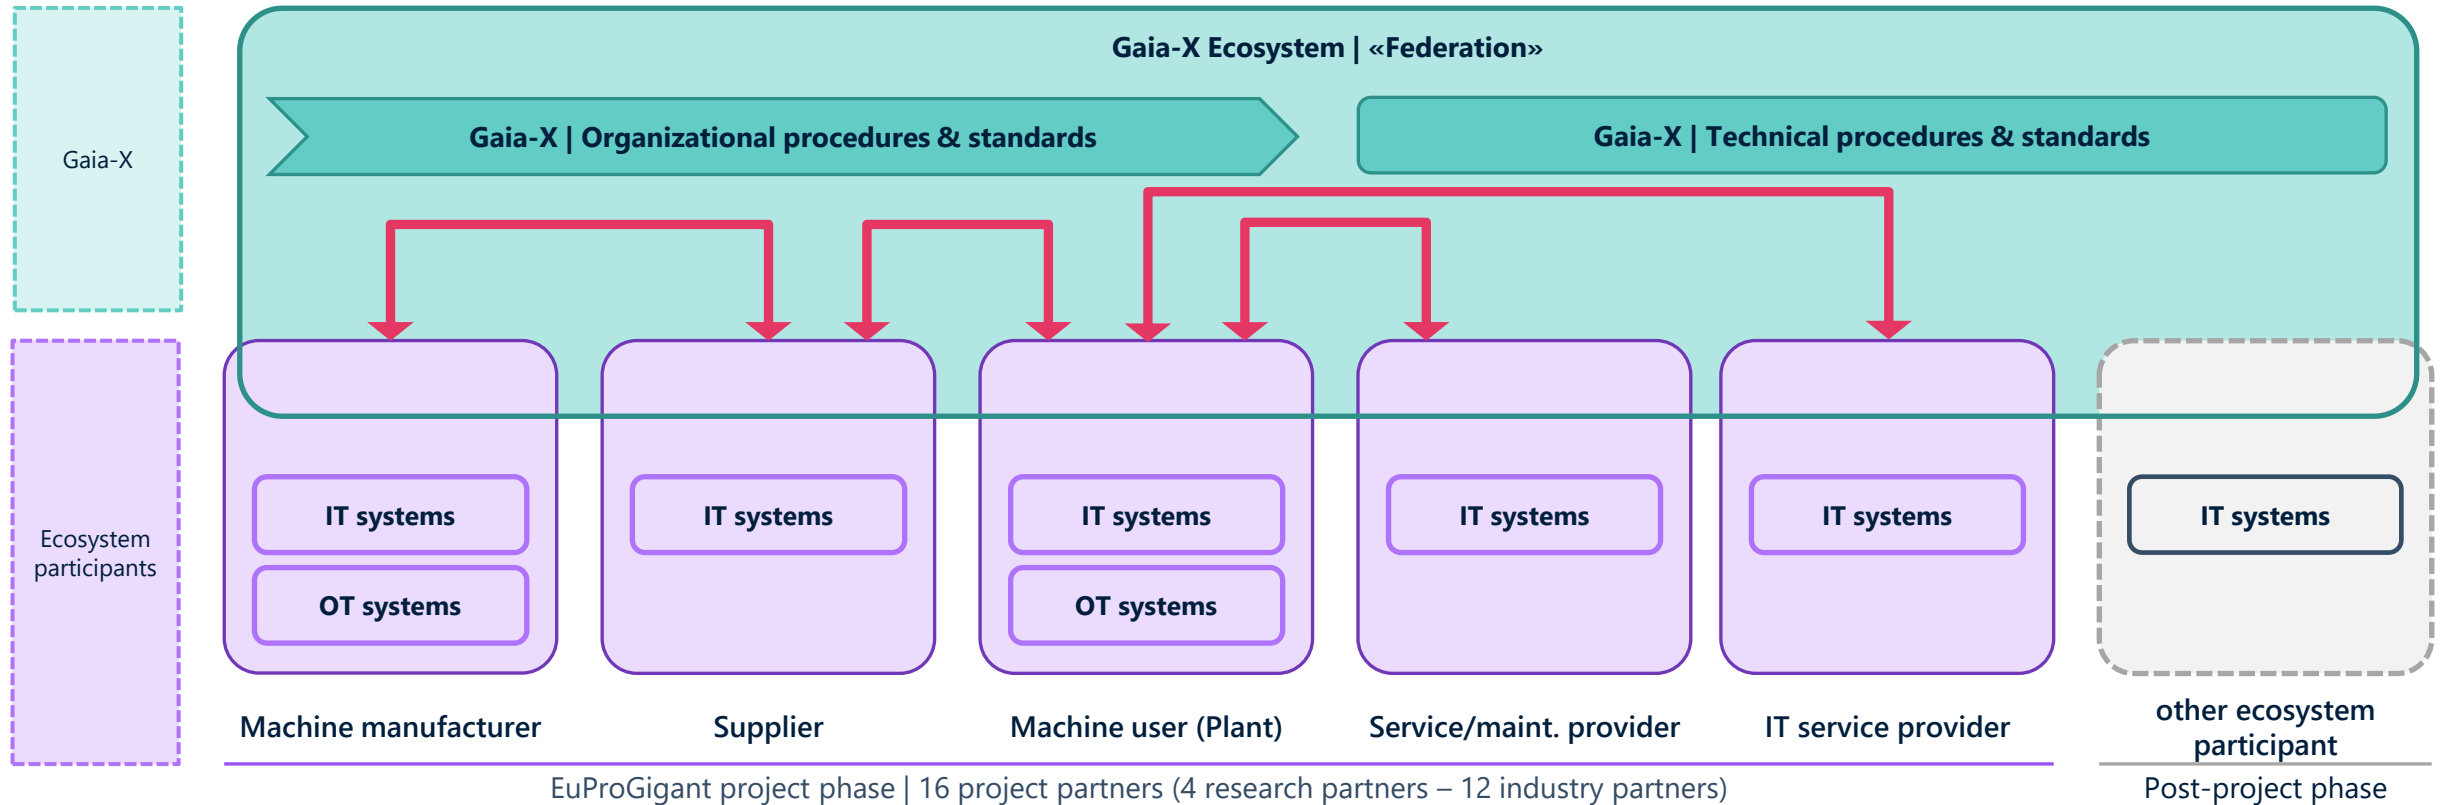 Gaia-X Ecosystem | «Federation»
Gaia-X | Organizational procedures & standards
Gaia-X | Technical procedures & standards
Gaia-X
Ecosystem
participants
IT systems
OT systems
IT systems
IT systems
OT systems
IT systems
IT systems
IT systems
Machine manufacturer
Supplier
Machine user (Plant)
Service/maint. provider
IT service provider
other ecosystem
participant
EuProGigant project phase | 16 project partners (4 research partners – 12 industry partners)
Post-project phase